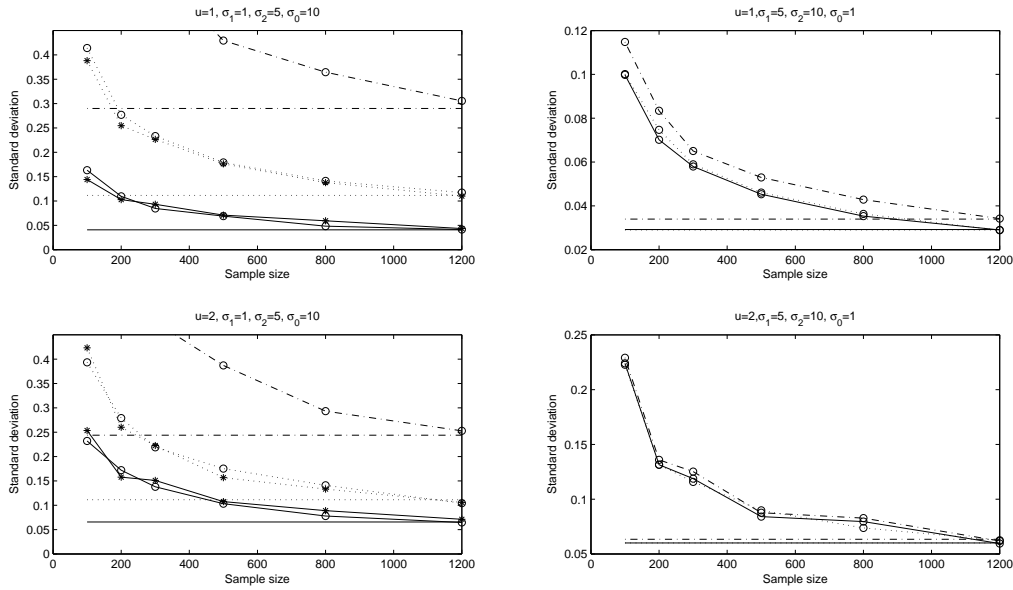 u=1, σ_1=1, σ_2=5, σ_0=10
Standard deviation
0.4
0.35
0.3
0.25
0.2
0.15
0.1
0.05
0
0 200 400 600 800 1000 1200
Sample size
u=1,σ_1=5, σ_2=10, σ_0=1
Standard deviation
0.12
0.1
0.08
0.06
0.04
0.02
0 200 400 600 800 1000 1200
Sample size
u=2, σ_1=1, σ_2=5, σ_0=10
Standard deviation
0.4
0.35
0.3
0.25
0.2
0.15
0.1
0.05
0
0 200 400 600 800 1000 1200
Sample size
u=2,σ_1=5, σ_2=10, σ_0=1
Standard deviation
0.25
0.2
0.15
0.1
0.05
0 200 400 600 800 1000 1200
Sample size